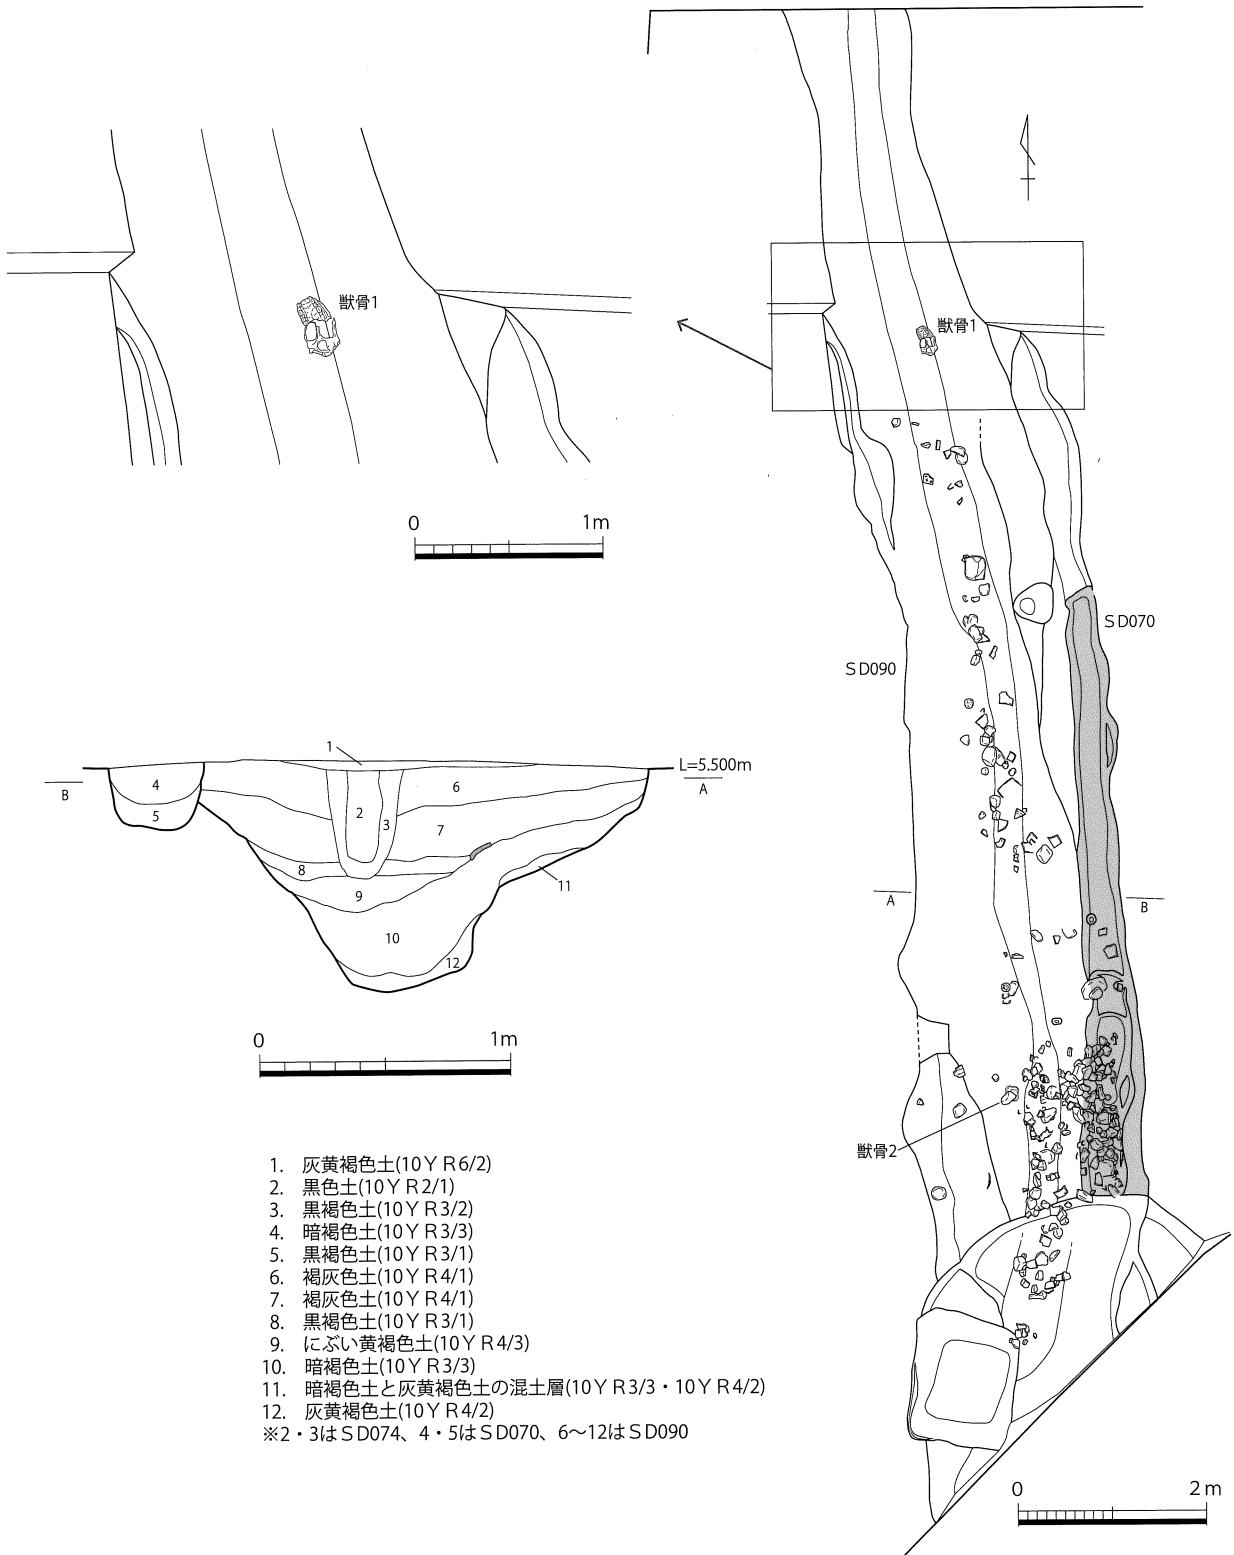 獣骨1
0 1m
獣骨1
SD070
SD090
A
B
獣骨2
0 2m
1
L=5.500m
B
A
4
5
6
2
3
7
8
9
10
11
12
0 1m
1. 灰黄褐色土(10YR6/2)
2. 黒色土(10YR2/1)
3. 黒褐色土(10YR3/2)
4. 暗褐色土(10YR3/3)
5. 黒褐色土(10YR3/1)
6. 褐灰色土(10YR4/1)
7. 褐灰色土(10YR4/1)
8. 黒褐色土(10YR3/1)
9. にぶい黄褐色土(10YR4/3)
10. 暗褐色土(10YR3/3)
11. 暗褐色土と灰黄褐色土の混土層(10YR3/3・10YR4/2)
12. 灰黄褐色土(10YR4/2)
※2・3はSD074、4・5はSD070、6～12はSD090